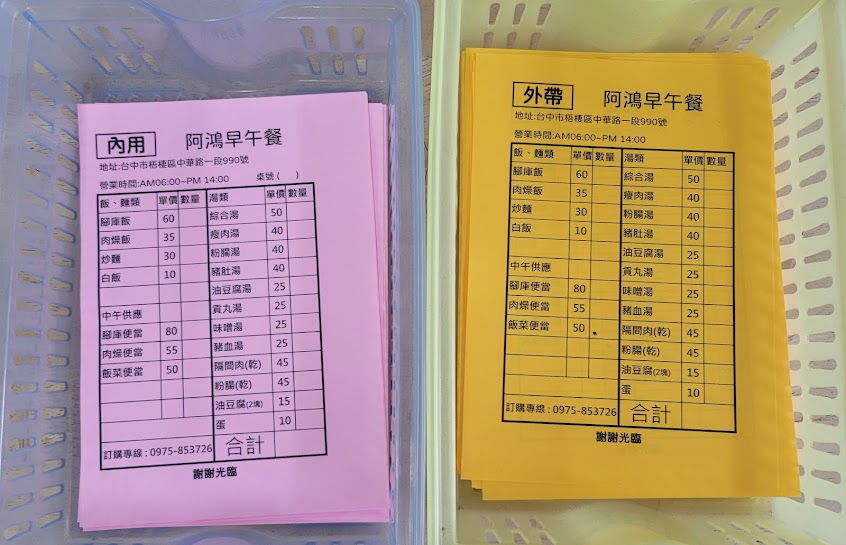 內用 阿鴻早午餐
地址:台中市梧棲區中華路一段990號
營業時間:AM06:00~PM 14:00 桌號( )
飯、麵類 單價 數量 湯類 單價 數量
腳庫飯 60 綜合湯 50
肉燥飯 35 瘦肉湯 40
炒麵 30 粉腸湯 40
白飯 10 豬肚湯 40
油豆腐湯 25
中午供應 貢丸湯 25
腳庫便當 80 味噌湯 25
肉燥便當 55 豬血湯 25
飯菜便當 50 隔間肉(乾) 45
粉腸(乾) 45
油豆腐(2塊) 15
蛋 10
訂購專線:0975-853726 合計
謝謝光臨
外帶 阿鴻早午餐
地址:台中市梧棲區中華路一段990號
營業時間:AM06:00~PM 14:00
飯、麵類 單價 數量 湯類 單價 數量
腳庫飯 60 綜合湯 50
肉燥飯 35 瘦肉湯 40
炒麵 30 粉腸湯 40
白飯 10 豬肚湯 40
油豆腐湯 25
中午供應 貢丸湯 25
腳庫便當 80 味噌湯 25
肉燥便當 55 豬血湯 25
飯菜便當 50 隔間肉(乾) 45
粉腸(乾) 45
油豆腐(2塊) 15
蛋 10
訂購專線:0975-853726 合計
謝謝光臨